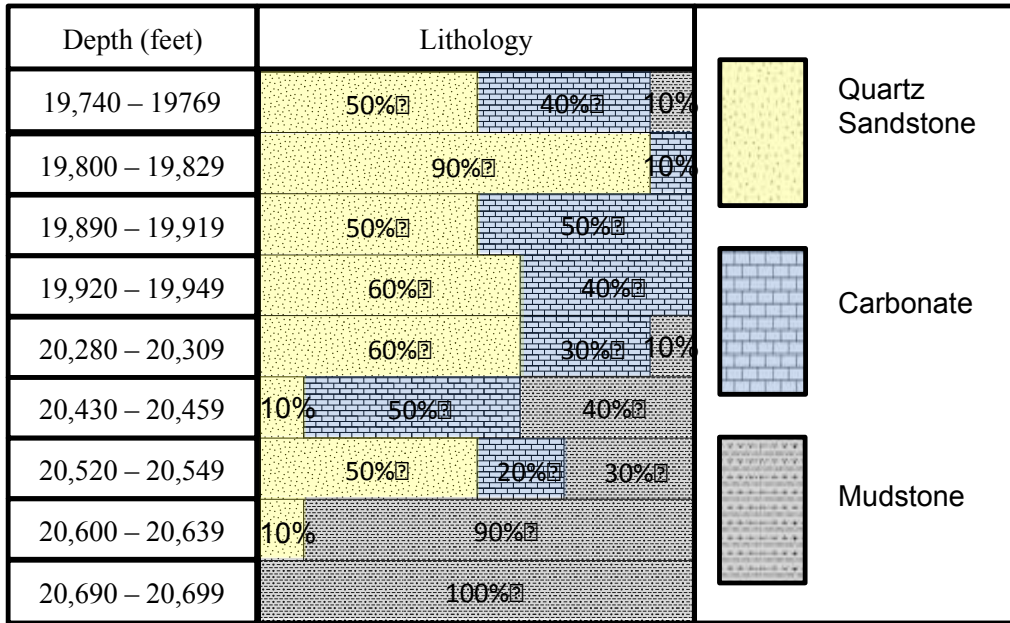 Depth (feet) Lithology
19,740 – 19769 50%⍰ 40%⍰ 10%
19,800 – 19,829 90%⍰ 10%
19,890 – 19,919 50%⍰ 50%⍰
19,920 – 19,949 60%⍰ 40%⍰
20,280 – 20,309 60%⍰ 30%⍰ 10%
20,430 – 20,459 10% 50%⍰ 40%⍰
20,520 – 20,549 50%⍰ 20%⍰ 30%⍰
20,600 – 20,639 10% 90%⍰
20,690 – 20,699 100%⍰
Quartz
Sandstone
Carbonate
Mudstone